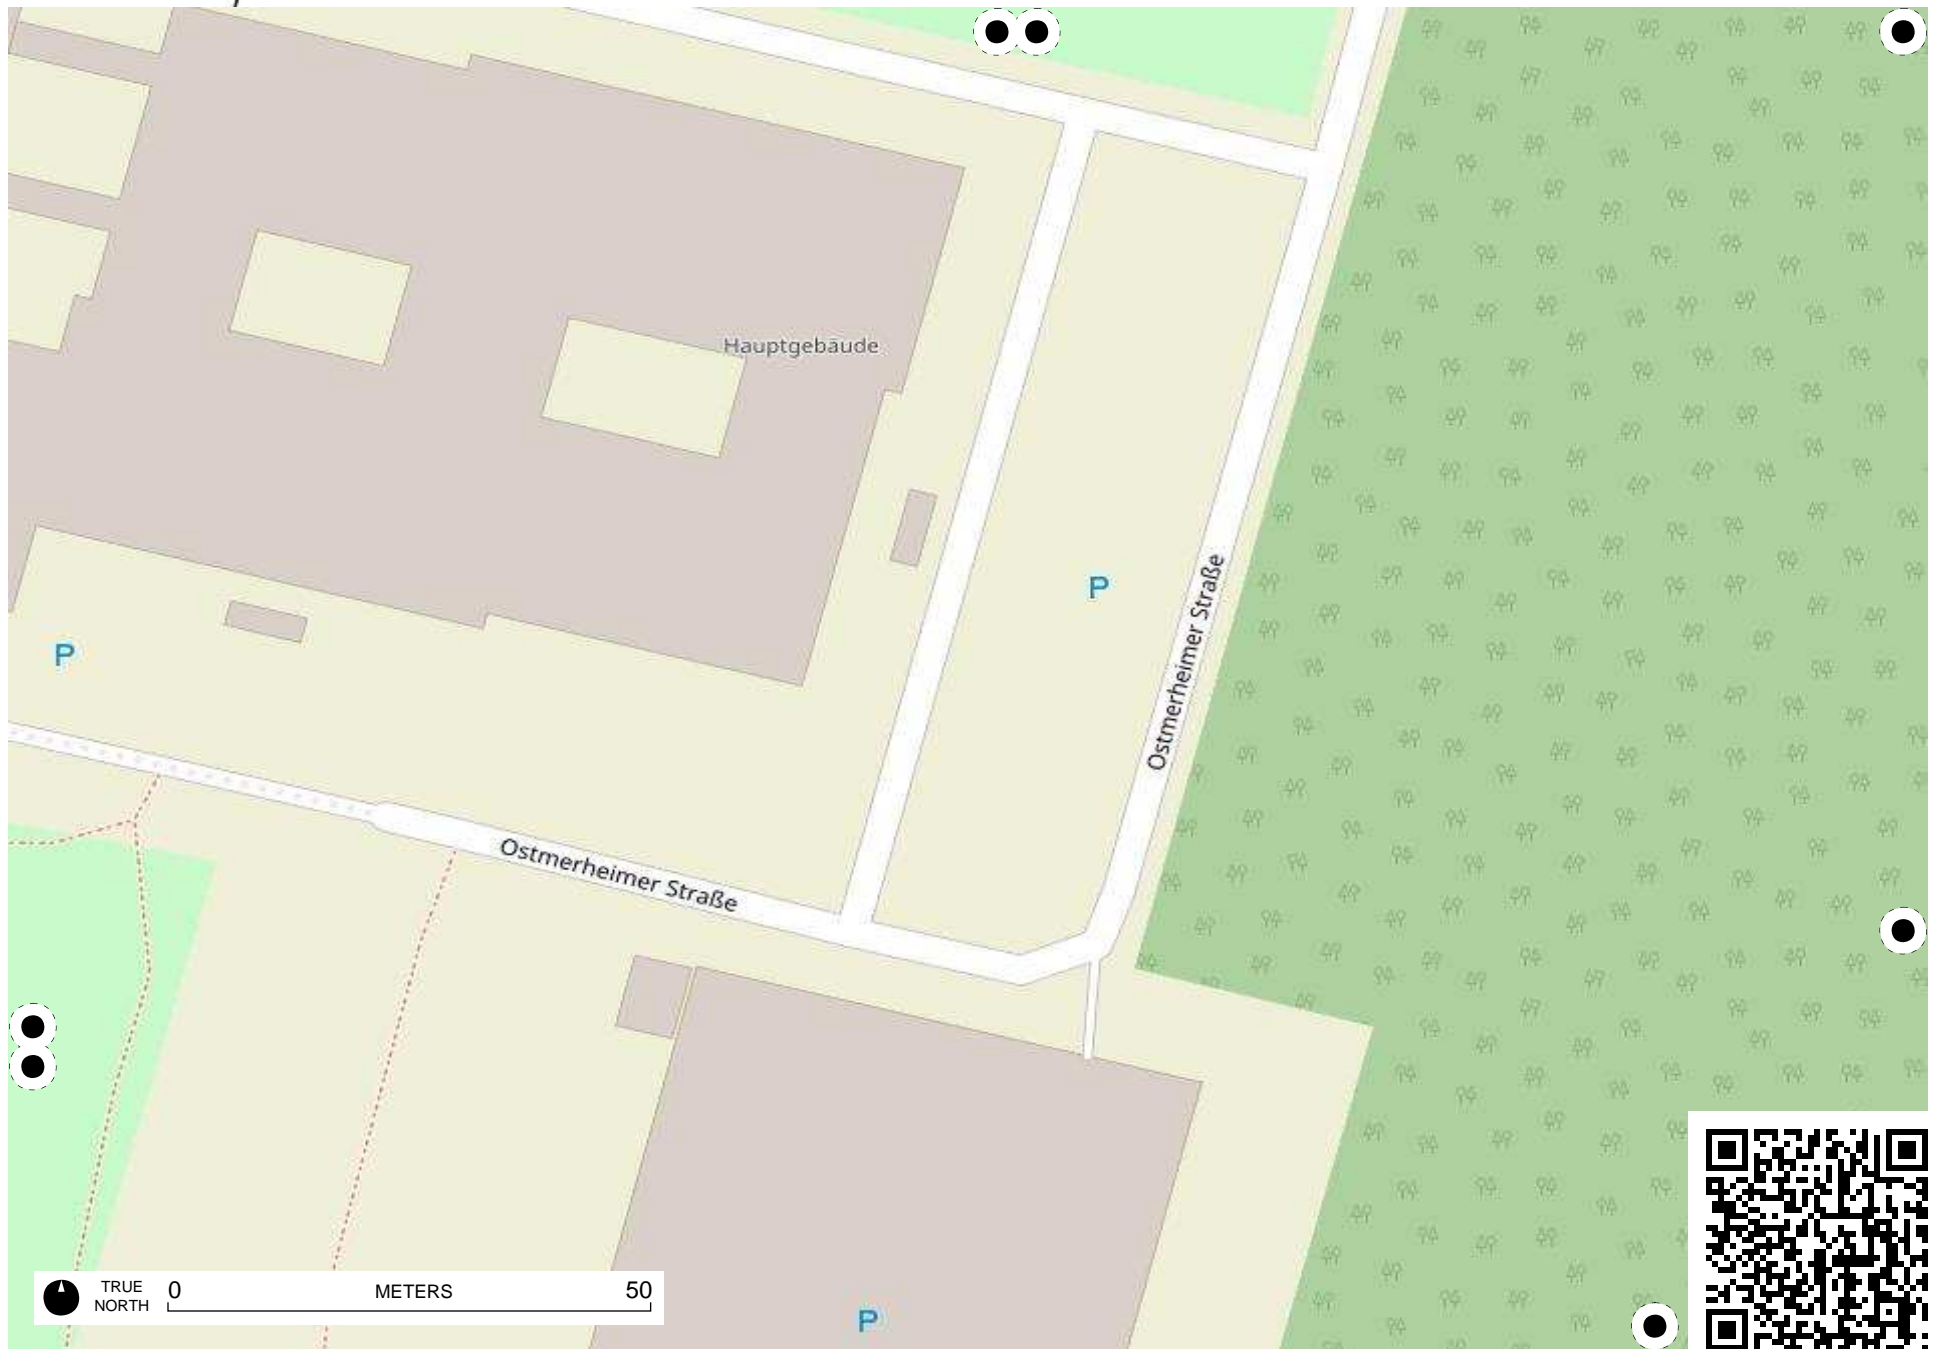 Hauptgebäude
P
Ostmerheimer Straße
P
Ostmerheimer Straße
TRUE
NORTH
0 METERS 50
P